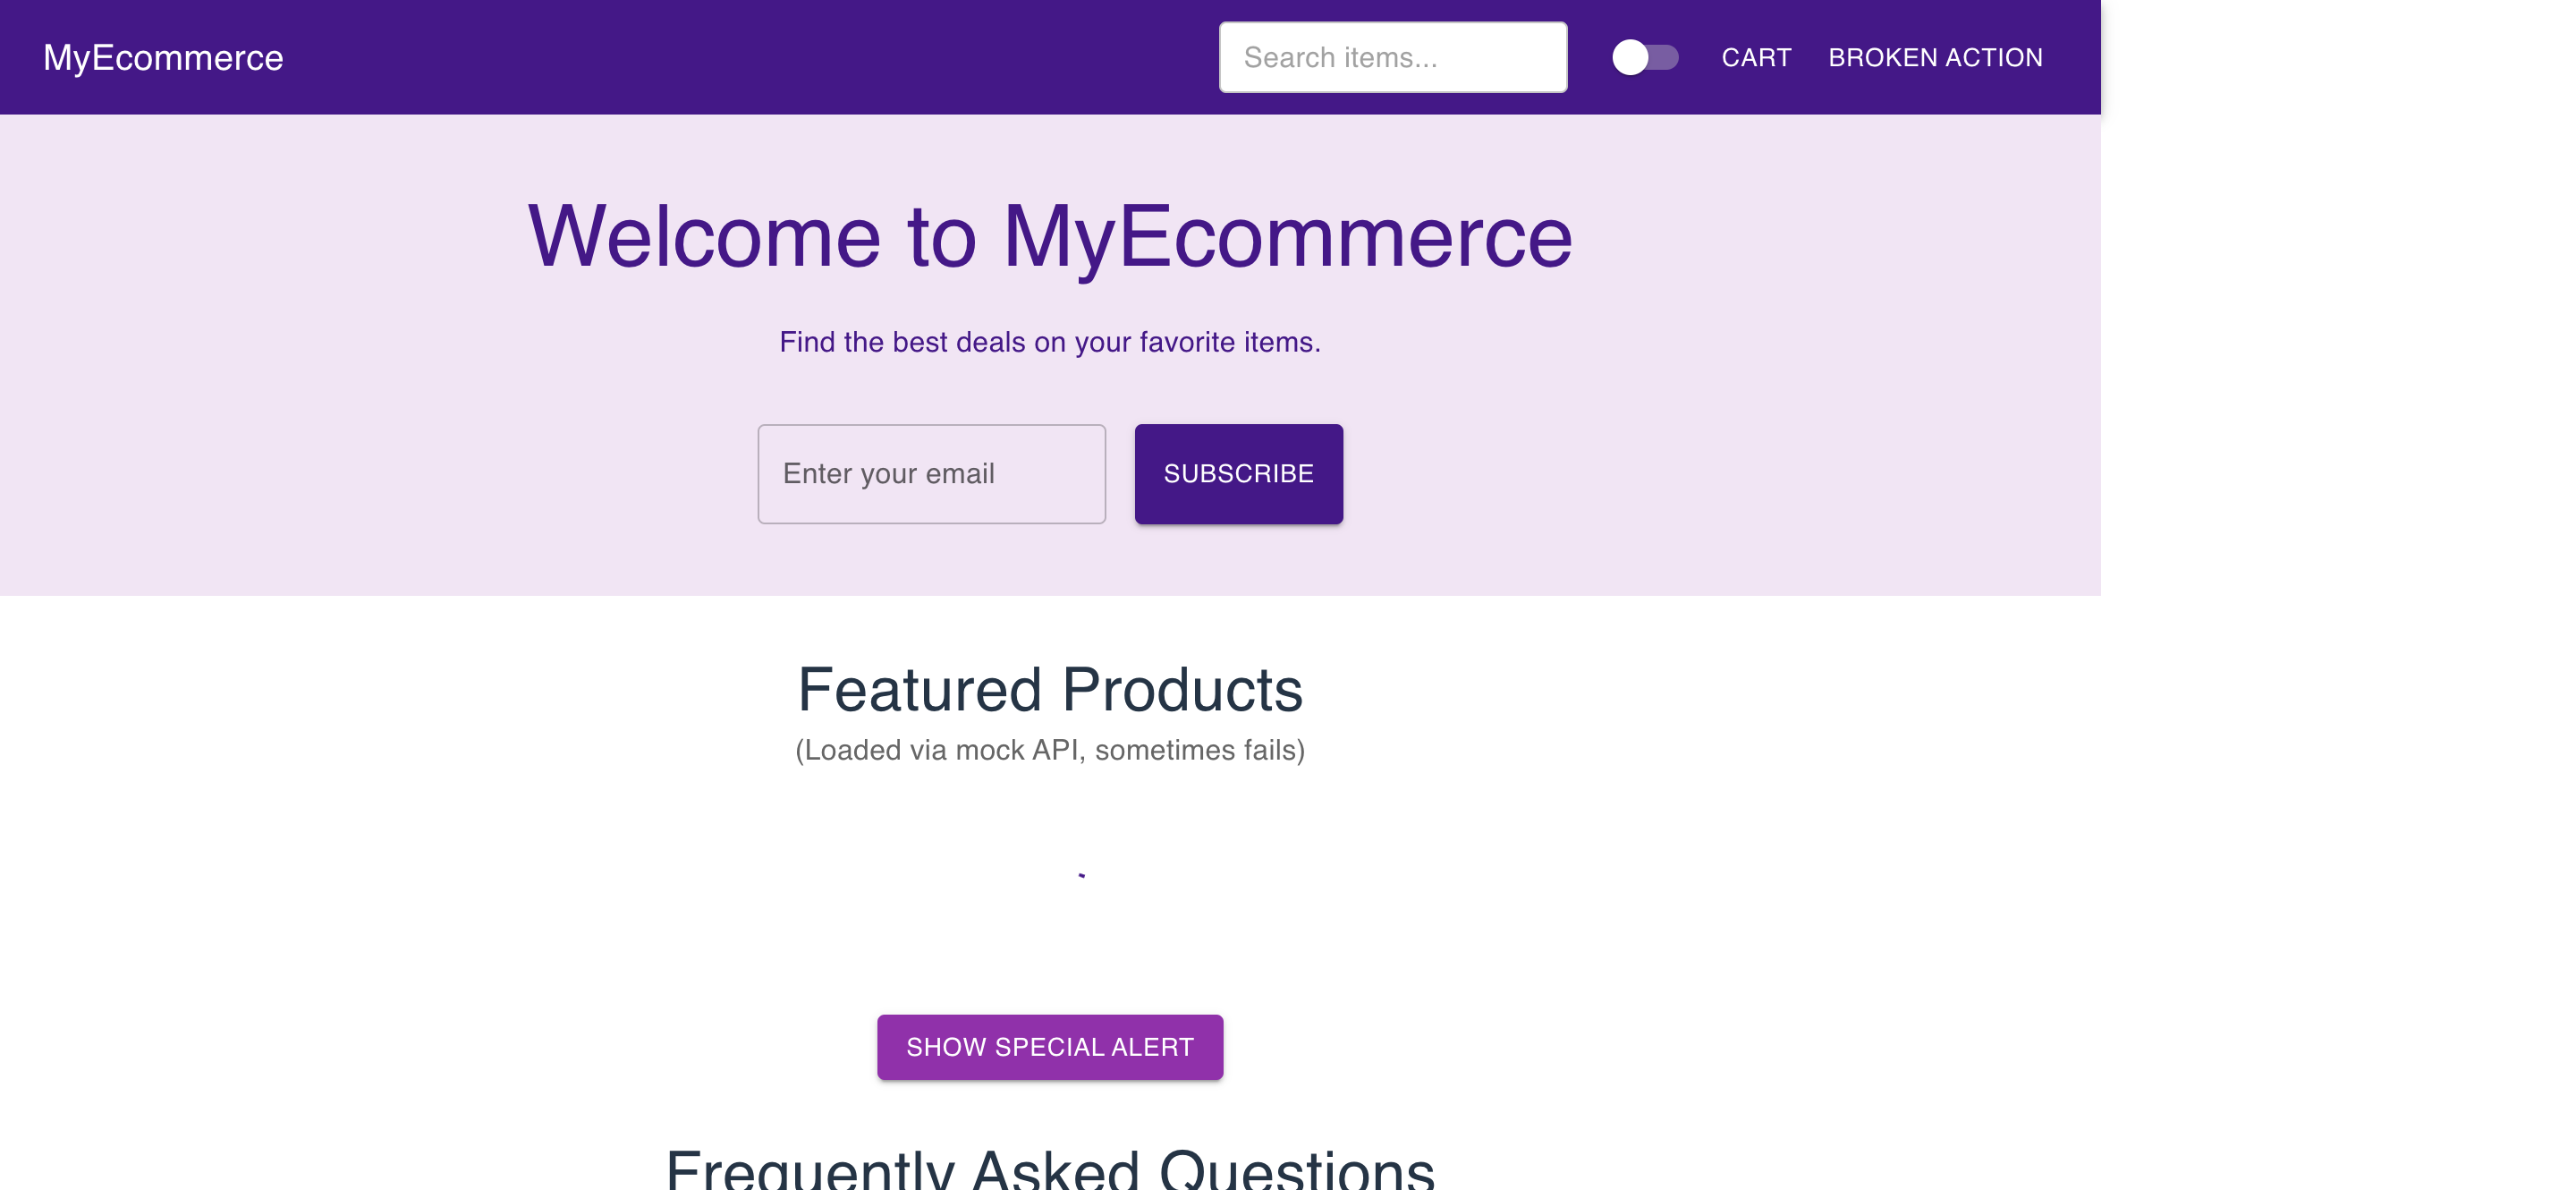 MyEcommerce
Search items...
CART
BROKEN ACTION
Welcome to MyEcommerce
Find the best deals on your favorite items.
Enter your email
SUBSCRIBE
Featured Products
(Loaded via mock API, sometimes fails)
SHOW SPECIAL ALERT
Frequently Asked Questions